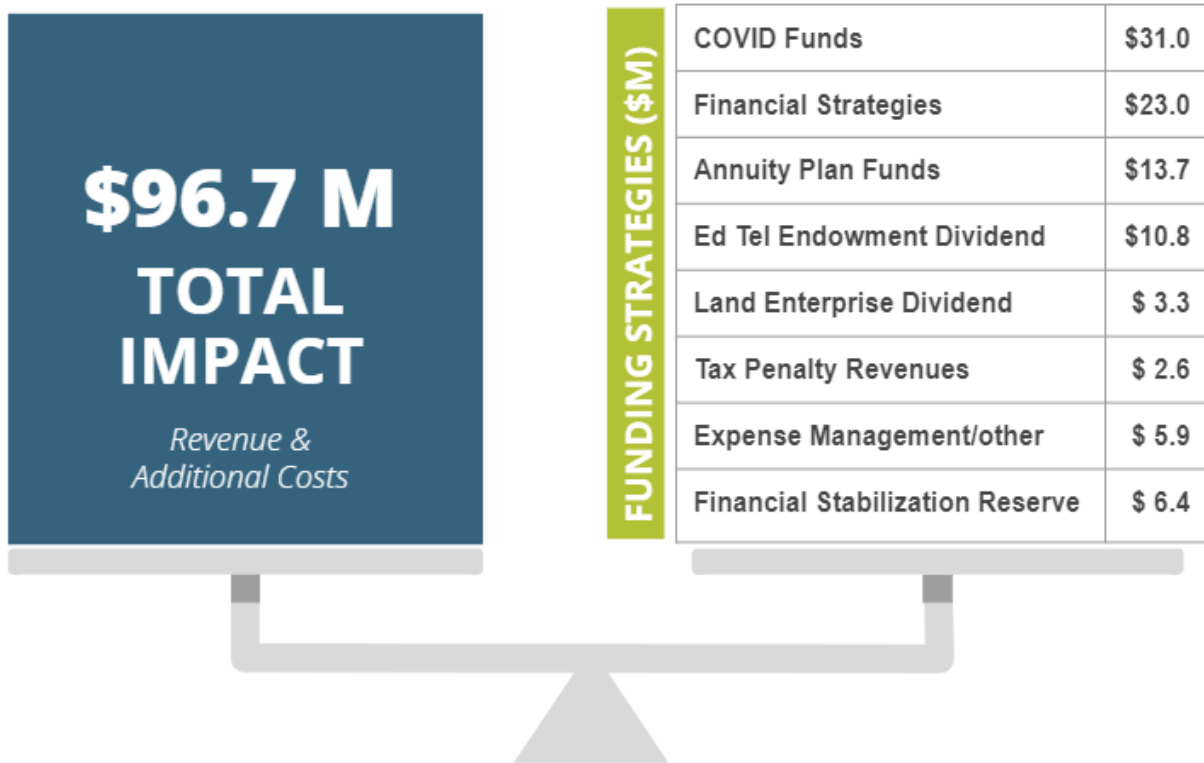 $96.7 M
TOTAL
IMPACT
Revenue &
Additional Costs
FUNDING STRATEGIES ($M)
COVID Funds $31.0
Financial Strategies $23.0
Annuity Plan Funds $13.7
Ed Tel Endowment Dividend $10.8
Land Enterprise Dividend $ 3.3
Tax Penalty Revenues $ 2.6
Expense Management/other $ 5.9
Financial Stabilization Reserve $ 6.4